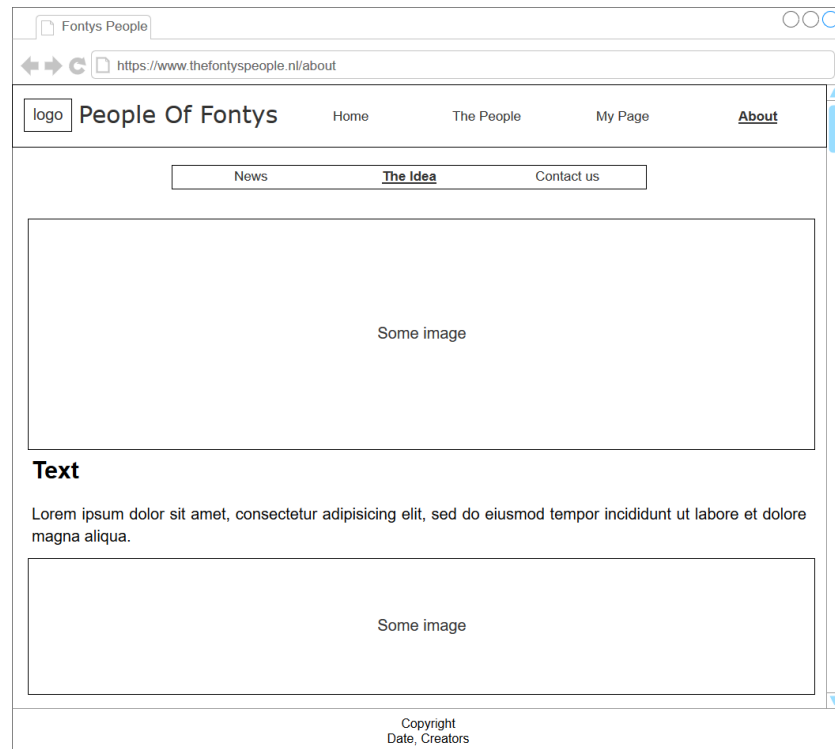 Fontys People
https://www.thefontyspeople.nl/about
logo People Of Fontys Home The People My Page About
News The Idea Contact us
Some image
Text
Lorem ipsum dolor sit amet, consectetur adipisicing elit, sed do eiusmod tempor incididunt ut labore et dolore
magna aliqua.
Some image
Copyright
Date, Creators